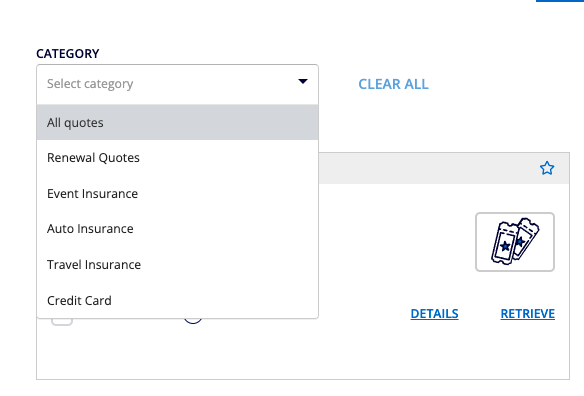 CATEGORY
Select category
CLEAR ALL
All quotes
Renewal Quotes
Event Insurance
Auto Insurance
Travel Insurance
Credit Card
DETAILS
RETRIEVE